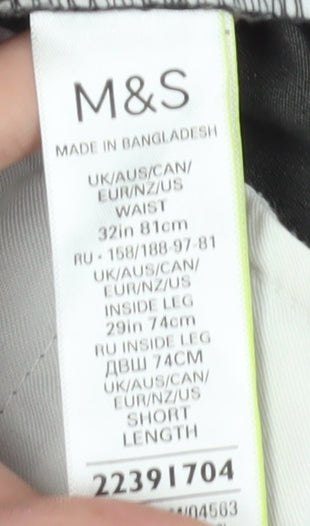 M&S
MADE IN BANGLADESH
UK/AUS/CAN/
EUR/NZ/US
WAIST
32in 81cm
RU - 158/188-97-81
UK/AUS/CAN/
EUR/NZ/US
INSIDE LEG
29in 74cm
RU INSIDE LEG
ДВШ 74СМ
UK/AUS/CAN/
EUR/NZ/US
SHORT
LENGTH
22391704